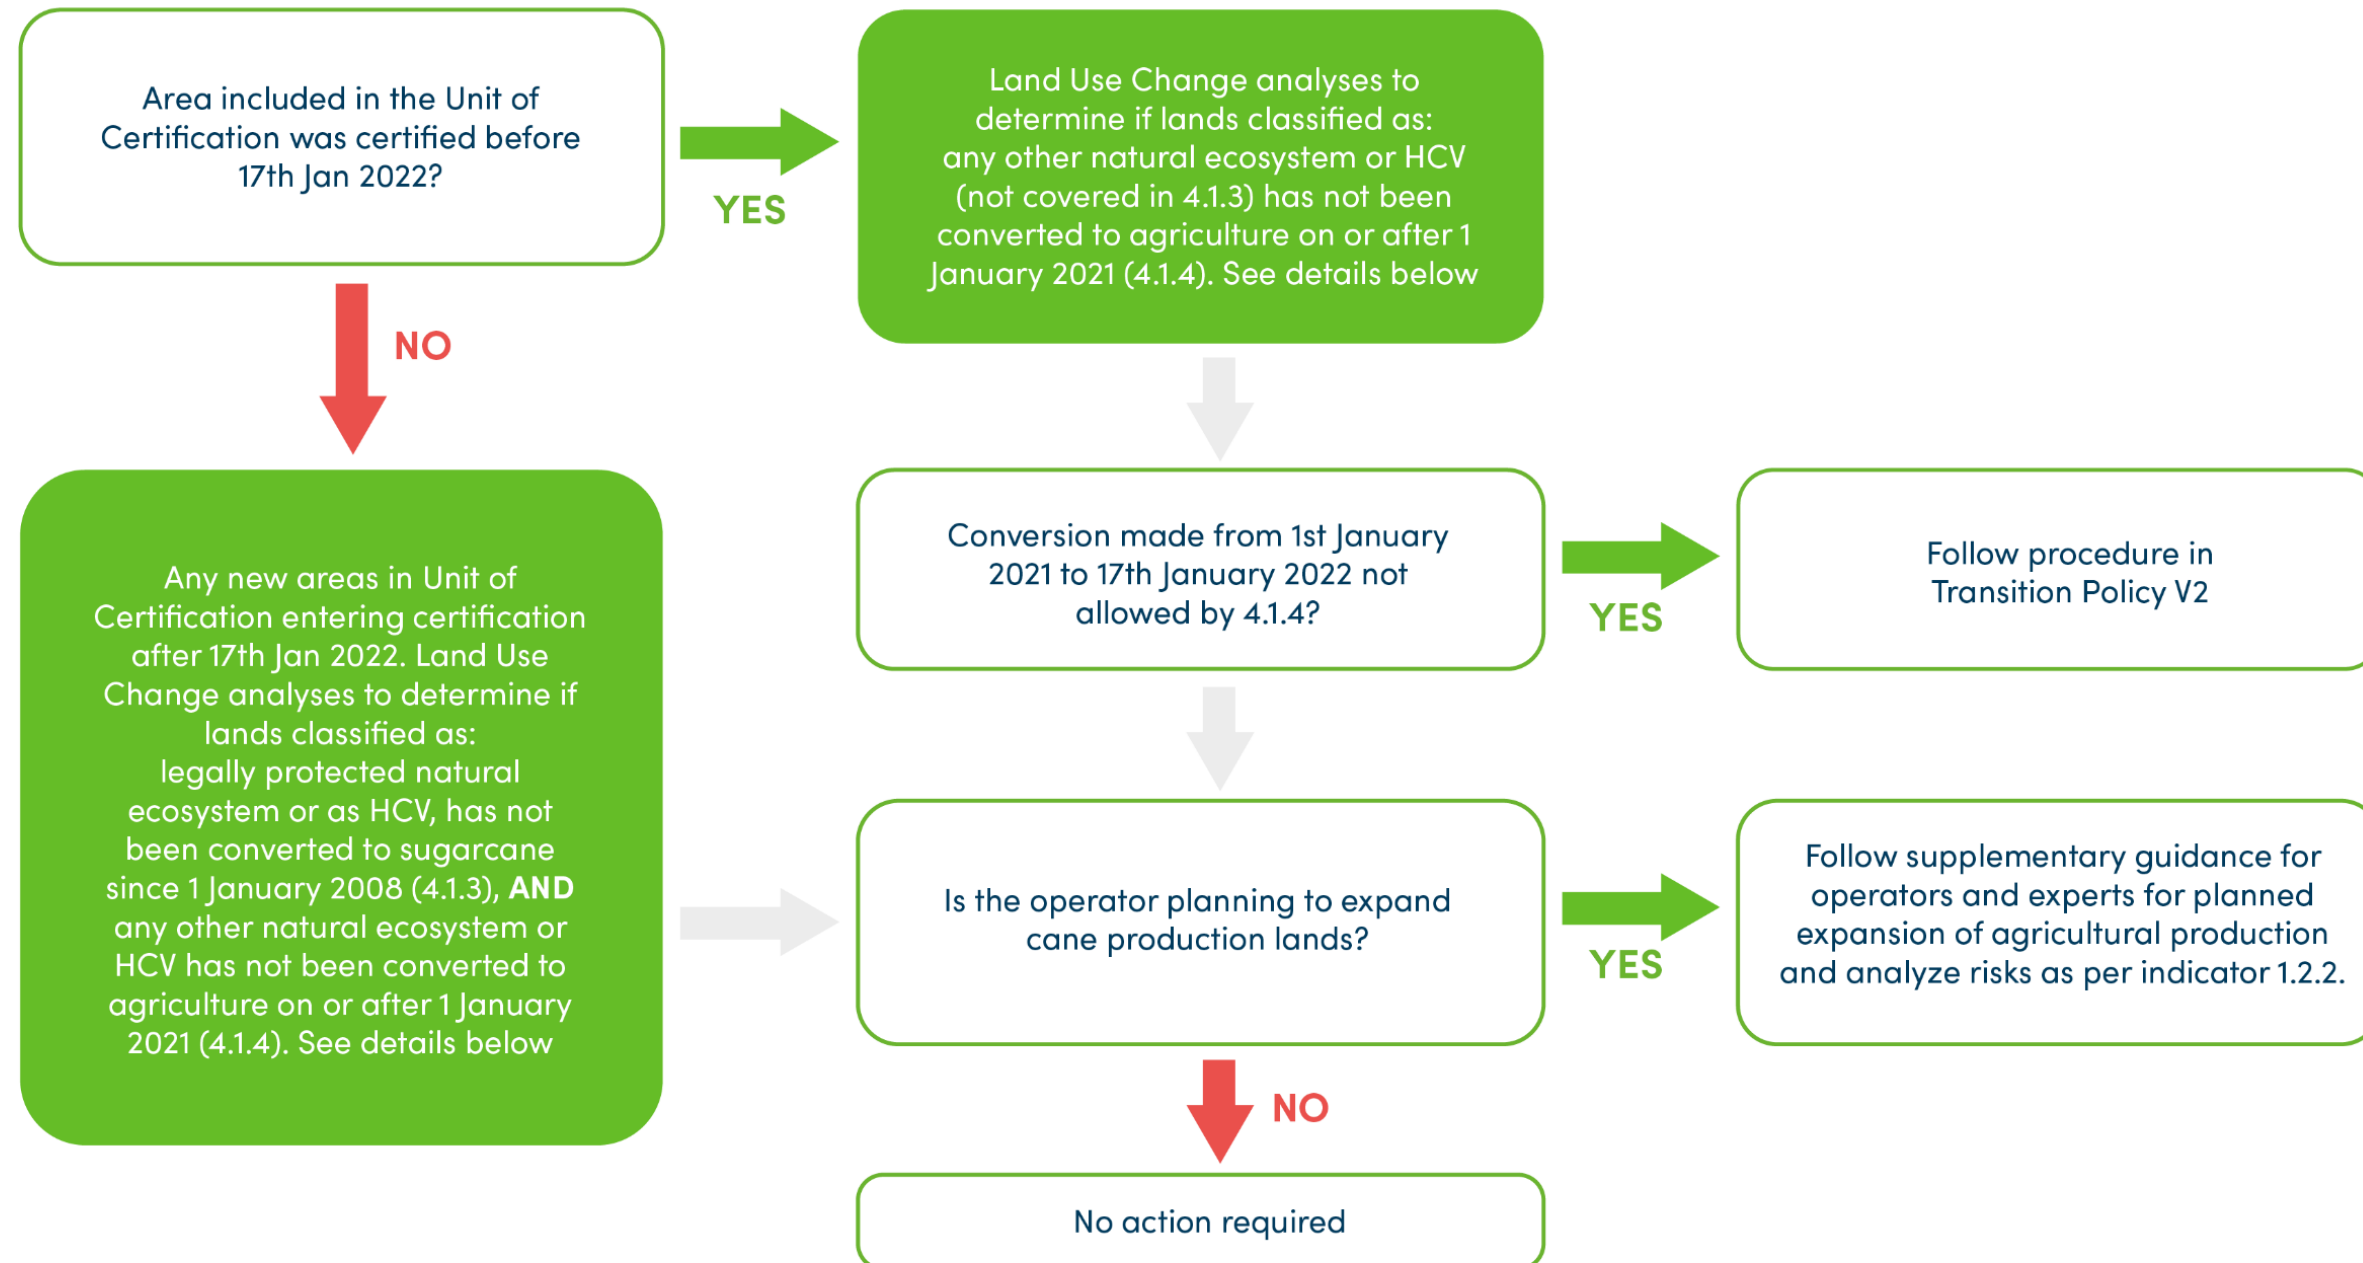 Area included in the Unit of
Certification was certified before
17th Jan 2022?
YES
Land Use Change analyses to
determine if lands classified as:
any other natural ecosystem or HCV
(not covered in 4.1.3) has not been
converted to agriculture on or after 1
January 2021 (4.1.4). See details below
NO
Any new areas in Unit of
Certification entering certification
after 17th Jan 2022. Land Use
Change analyses to determine if
lands classified as:
legally protected natural
ecosystem or as HCV, has not
been converted to sugarcane
since 1 January 2008 (4.1.3), AND
any other natural ecosystem or
HCV has not been converted to
agriculture on or after 1 January
2021 (4.1.4). See details below
Conversion made from 1st January
2021 to 17th January 2022 not
allowed by 4.1.4?
YES
Follow procedure in
Transition Policy V2
Is the operator planning to expand
cane production lands?
YES
Follow supplementary guidance for
operators and experts for planned
expansion of agricultural production
and analyze risks as per indicator 1.2.2.
NO
No action required